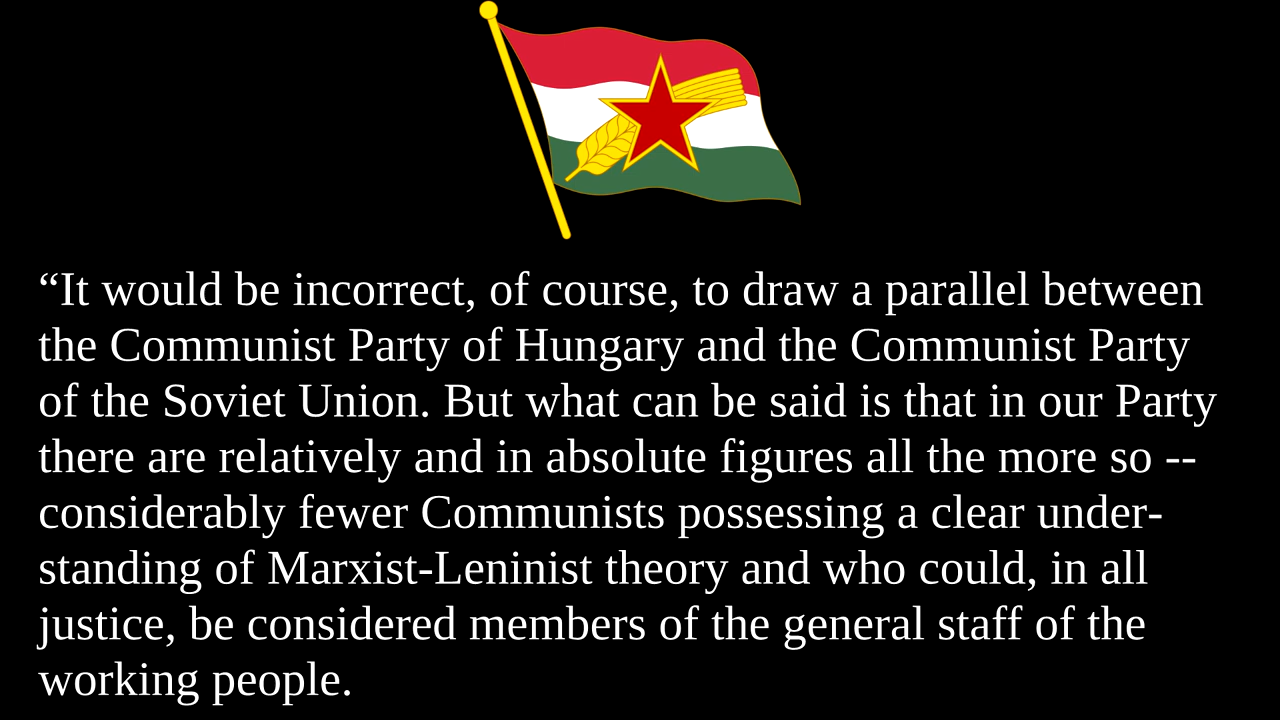 “It would be incorrect, of course, to draw a parallel between
the Communist Party of Hungary and the Communist Party
of the Soviet Union. But what can be said is that in our Party
there are relatively and in absolute figures all the more so --
considerably fewer Communists possessing a clear under-
standing of Marxist-Leninist theory and who could, in all
justice, be considered members of the general staff of the
working people.